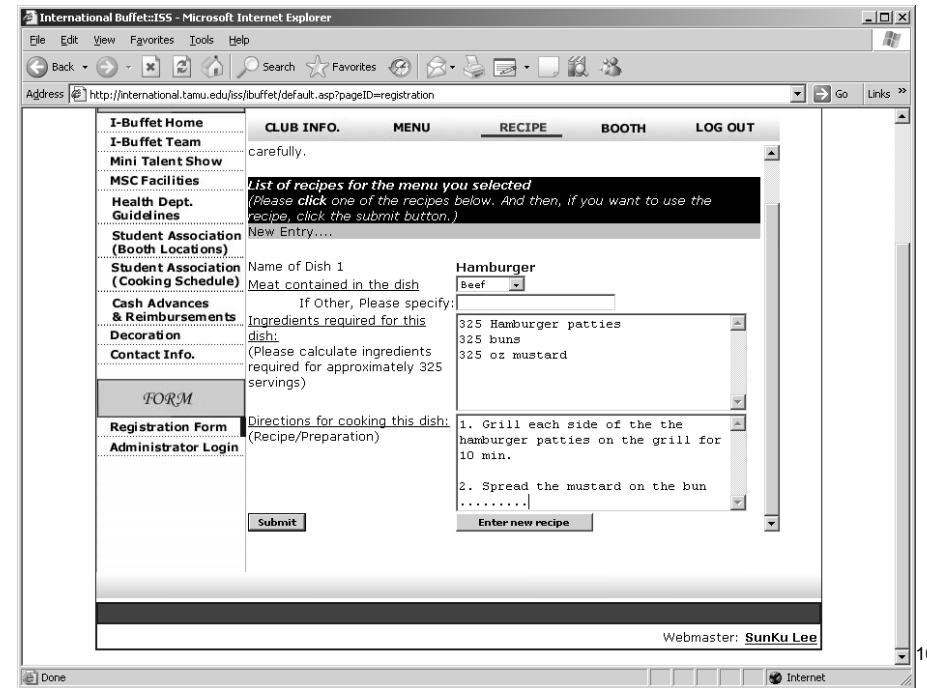 International Buffet::ISS - Microsoft Internet Explorer
File Edit View Favorites Tools Help
Back Search Favorites
Address http://international.tamu.edu/iss/ibuffet/default.asp?pageID=registration Go Links »
I-Buffet Home
I-Buffet Team
Mini Talent Show
MSC Facilities
Health Dept.
Guidelines
Student Association
(Booth Locations)
Student Association
(Cooking Schedule)
Cash Advances
& Reimbursements
Decoration
Contact Info.
FORM
Registration Form
Administrator Login
CLUB INFO. MENU RECIPE BOOTH LOG OUT
carefully.
List of recipes for the menu you selected
(Please click one of the recipes below. And then, if you want to use the
recipe, click the submit button.)
New Entry....
Name of Dish 1 Hamburger
Meat contained in the dish Beef
If Other, Please specify:
Ingredients required for this
dish:
(Please calculate ingredients
required for approximately 325
servings)
325 Hamburger patties
325 buns
325 oz mustard
Directions for cooking this dish:
(Recipe/Preparation)
1. Grill each side of the the
hamburger patties on the grill for
10 min.
2. Spread the mustard on the bun
.........
Submit Enter new recipe
Webmaster: SunKu Lee
Done Internet